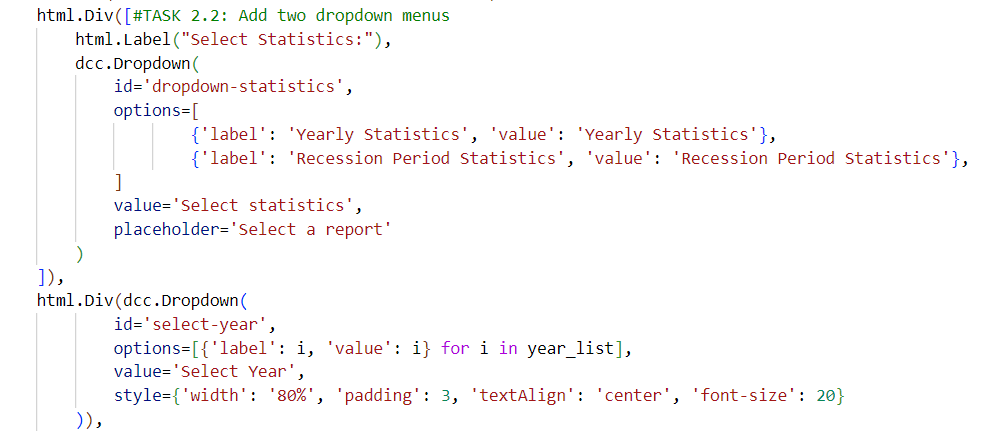 html.Div([#TASK 2.2: Add two dropdown menus
    html.Label("Select Statistics:"),
    dcc.Dropdown(
        id='dropdown-statistics',
        options=[
                {'label': 'Yearly Statistics', 'value': 'Yearly Statistics'},
                {'label': 'Recession Period Statistics', 'value': 'Recession Period Statistics'},
        ]
        value='Select statistics',
        placeholder='Select a report'
    )
]),
html.Div(dcc.Dropdown(
        id='select-year',
        options=[{'label': i, 'value': i} for i in year_list],
        value='Select Year',
        style={'width': '80%', 'padding': 3, 'textAlign': 'center', 'font-size': 20}
    )),